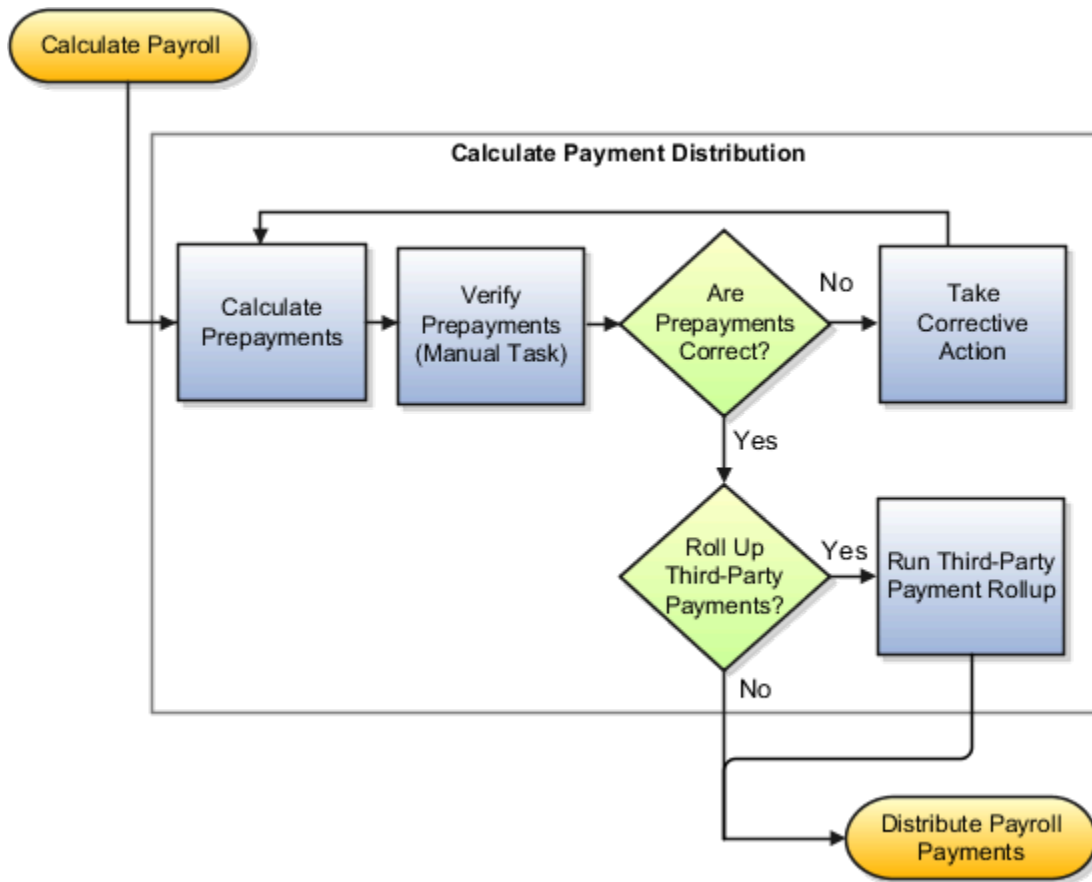 Calculate Payroll
Calculate Payment Distribution
Calculate
Prepayments
Verify
Prepayments
(Manual Task)
Are
Prepayments
Correct?
No
Take
Corrective
Action
Yes
Roll Up
Third-Party
Payments?
Yes
Run Third-Party
Payment Rollup
No
Distribute Payroll
Payments